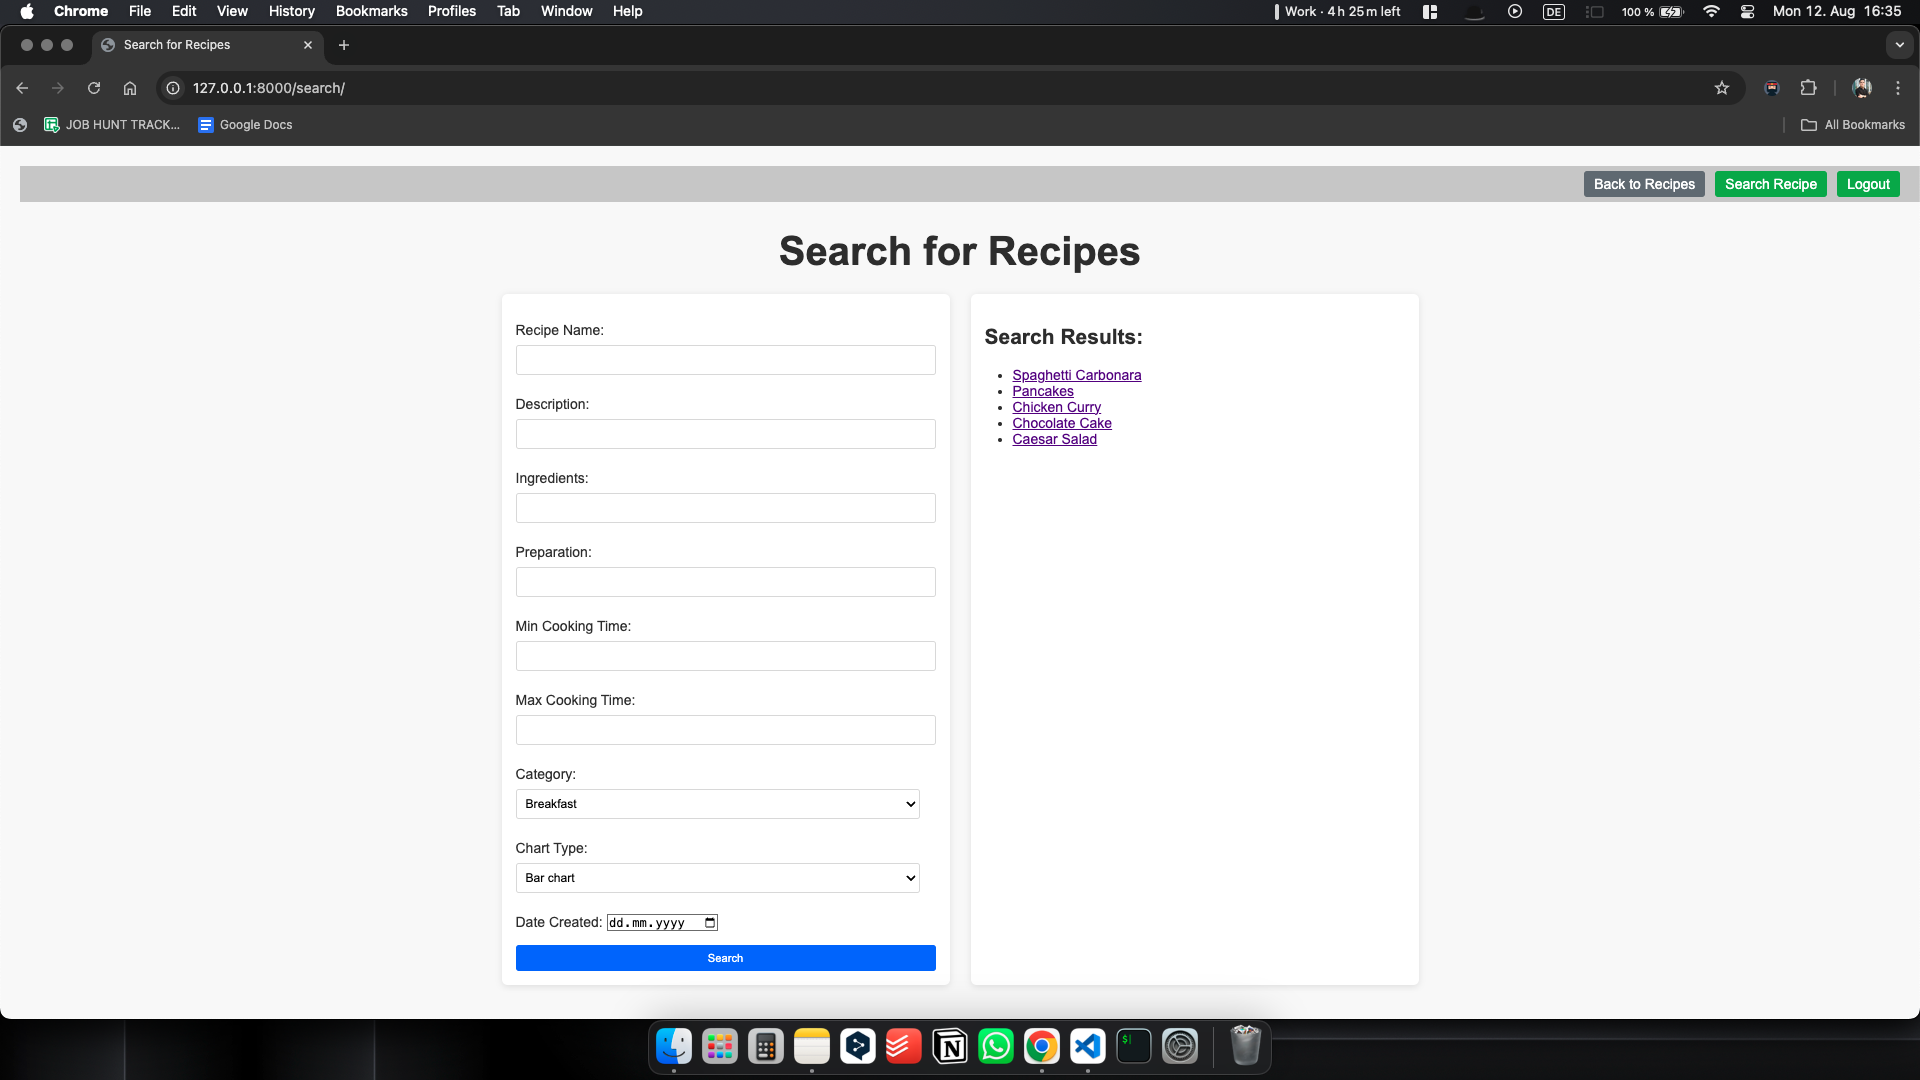 Chrome File Edit View History Bookmarks Profiles Tab Window Help Work · 4 h 25 m left DE 100 % Mon 12. Aug 16:35
Search for Recipes
127.0.0.1:8000/search/
JOB HUNT TRACK... Google Docs All Bookmarks
Back to Recipes Search Recipe Logout
Search for Recipes
Recipe Name:
Description:
Ingredients:
Preparation:
Min Cooking Time:
Max Cooking Time:
Category:
Breakfast
Chart Type:
Bar chart
Date Created: dd.mm.yyyy
Search
Search Results:
Spaghetti Carbonara
Pancakes
Chicken Curry
Chocolate Cake
Caesar Salad
$